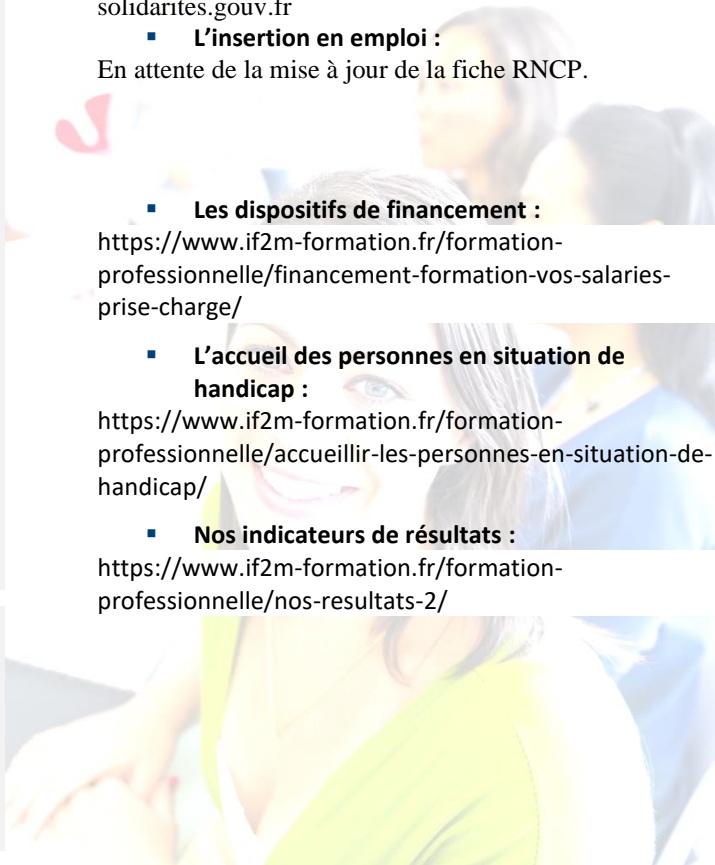 solidarites.gouv.fr
▪ L’insertion en emploi :
En attente de la mise à jour de la fiche RNCP.
▪ Les dispositifs de financement :
https://www.if2m-formation.fr/formation-
professionnelle/financement-formation-vos-salaries-
prise-charge/
▪ L’accueil des personnes en situation de
handicap :
https://www.if2m-formation.fr/formation-
professionnelle/accueillir-les-personnes-en-situation-de-
handicap/
▪ Nos indicateurs de résultats :
https://www.if2m-formation.fr/formation-
professionnelle/nos-resultats-2/